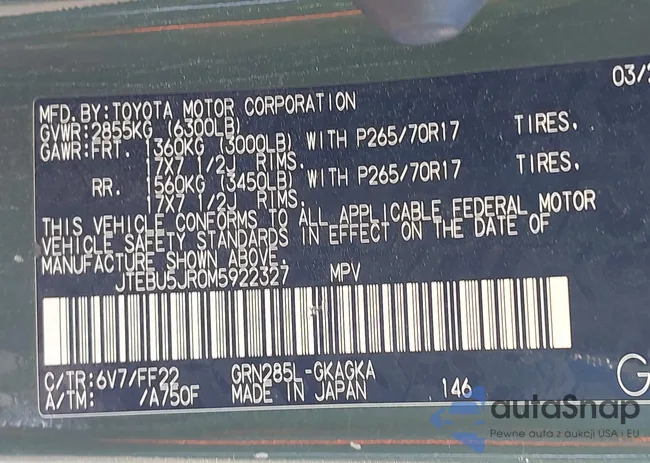 03/2
MFD.BY:TOYOTA MOTOR CORPORATION
GVWR:2855KG (6300LB)
GAWR:FRT. 1360KG (3000LB) WITH P265/70R17 TIRES.
17X7 1/2J RIMS.
RR. 1560KG (3450LB) WITH P265/70R17 TIRES.
17X7 1/2J RIMS.
THIS VEHICLE CONFORMS TO ALL APPLICABLE FEDERAL MOTOR
VEHICLE SAFETY STANDARDS IN EFFECT ON THE DATE OF
MANUFACTURE SHOWN ABOVE.
JTEBU5JR0M5922327 MPV
C/TR:6V7/FF22 GRN285L-GKAGKA
A/TM: /A750F MADE IN JAPAN 146 G
autaSnap
Pewne auta z aukcji USA i EU